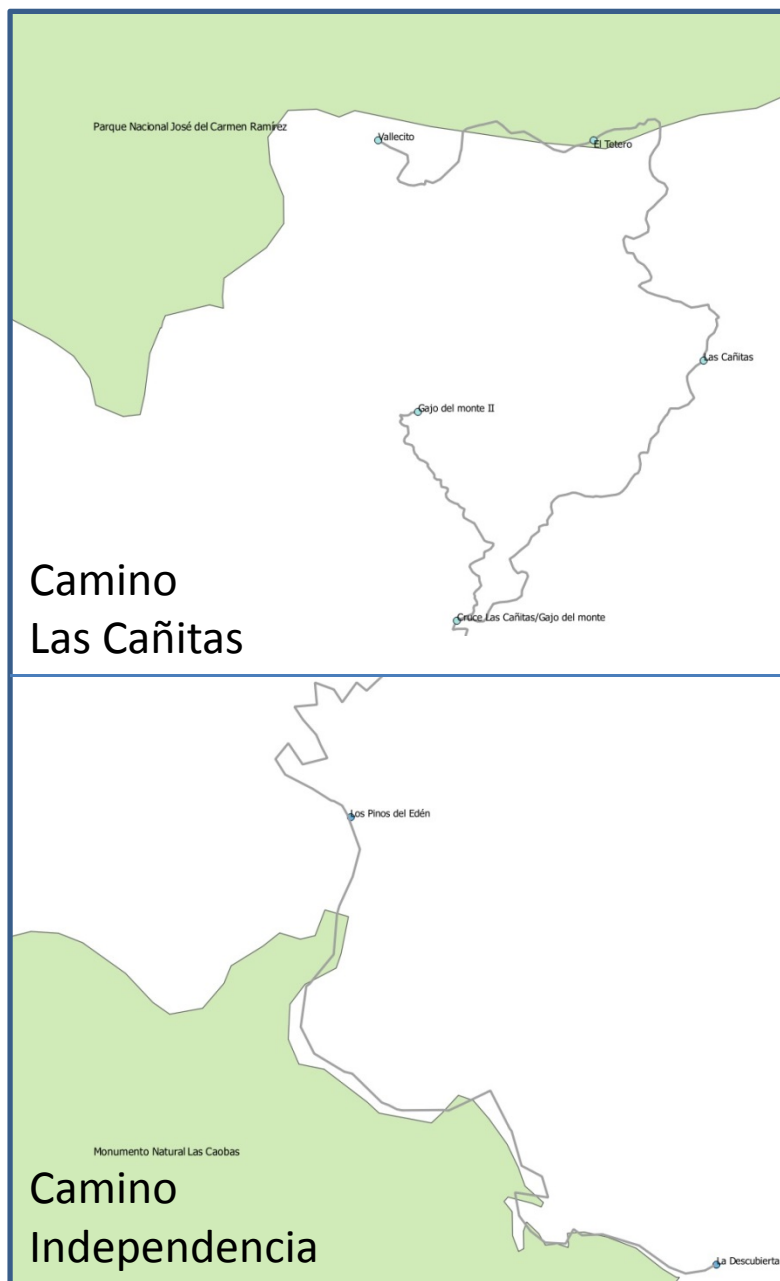 Parque Nacional José del Carmen Ramírez
Vallecito
El Tetero
Las Cañitas
Gajo del monte II
Cruce Las Cañitas/Gajo del monte
Camino
Las Cañitas
Los Pinos del Edén
Monumento Natural Las Caobas
Camino
Independencia
La Descubierta